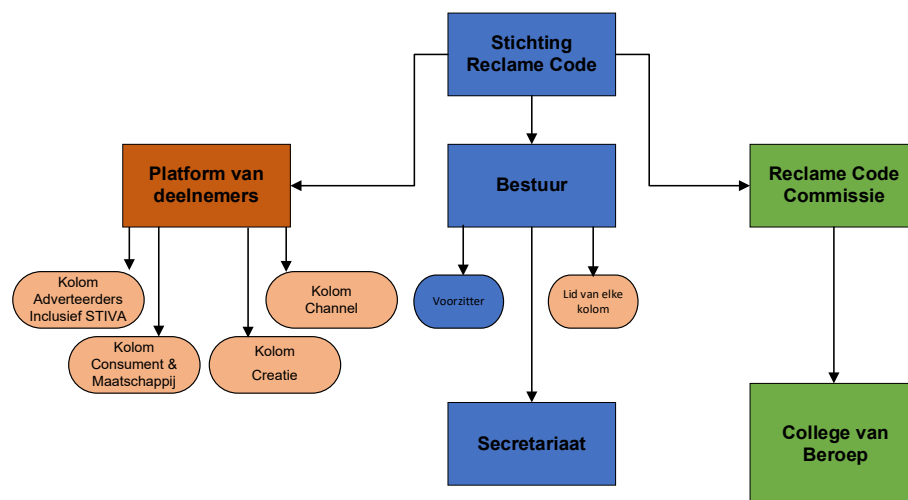 Stichting
Reclame Code
Platform van
deelnemers
Bestuur
Reclame Code
Commissie
Kolom
Adverteerders
Inclusief STIVA
Kolom
Consument &
Maatschappij
Kolom
Creatie
Kolom
Channel
Voorzitter
Lid van elke
kolom
Secretariaat
College van
Beroep